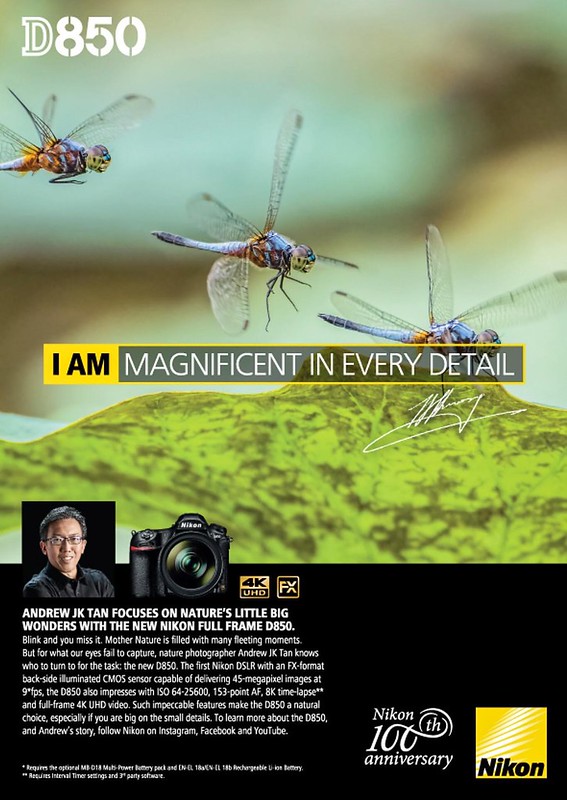 D850
I AM MAGNIFICENT IN EVERY DETAIL
Nikon
4K
UHD
FX
ANDREW JK TAN FOCUSES ON NATURE'S LITTLE BIG
WONDERS WITH THE NEW NIKON FULL FRAME D850.
Blink and you miss it. Mother Nature is filled with many fleeting moments.
But for what our eyes fail to capture, nature photographer Andrew JK Tan knows
who to turn to for the task: the new D850. The first Nikon DSLR with an FX-format
back-side illuminated CMOS sensor capable of delivering 45-megapixel images at
9*fps, the D850 also impresses with ISO 64-25600, 153-point AF, 8K time-lapse**
and full-frame 4K UHD video. Such impeccable features make the D850 a natural
choice, especially if you are big on the small details. To learn more about the D850,
and Andrew's story, follow Nikon on Instagram, Facebook and YouTube.
* Requires the optional MB-D18 Multi-Power Battery pack and EN-EL 18a/EN-EL 18b Rechargeable Li-ion Battery.
** Requires Interval Timer settings and 3rd party software.
Nikon
100th
anniversary
Nikon